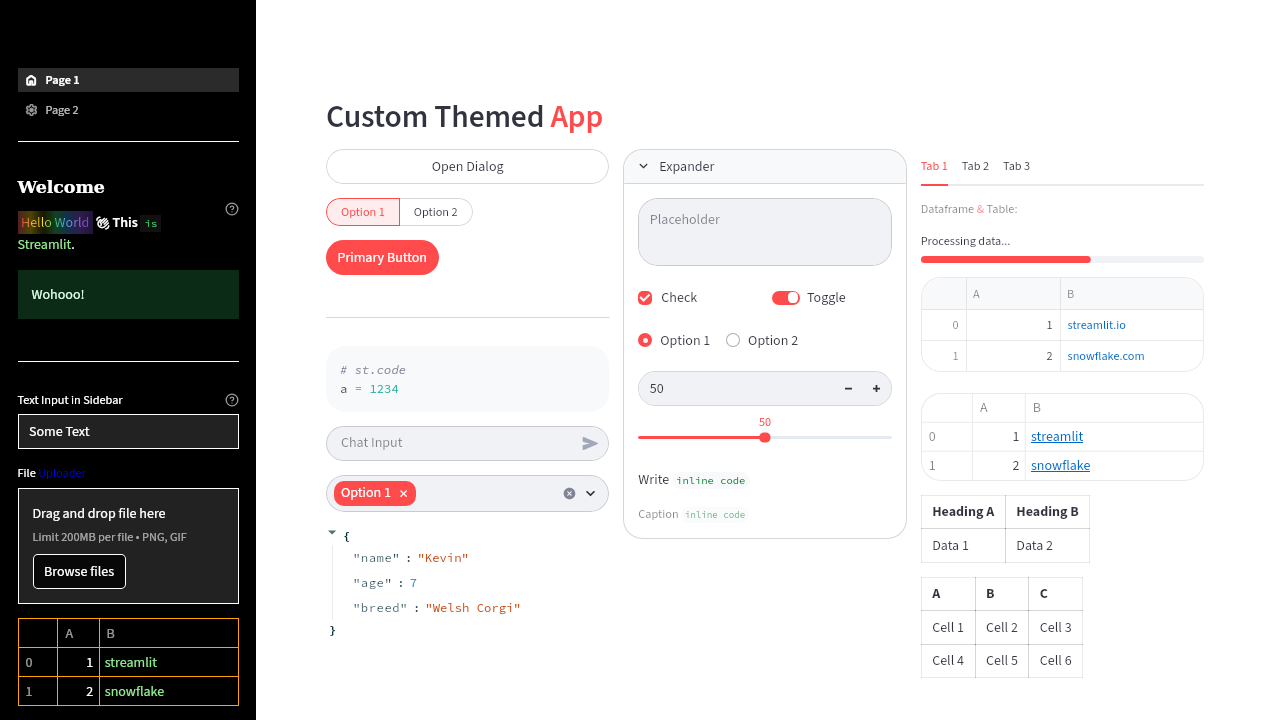 Page 1
Page 2
Welcome
Hello World 👋 This is
Streamlit.
Wohooo!
Text Input in Sidebar
Some Text
File Uploader
Drag and drop file here
Limit 200MB per file • PNG, GIF
Browse files
A B
0 1 streamlit
1 2 snowflake
Custom Themed App
Open Dialog
Option 1 Option 2
Primary Button
# st.code
a = 1234
Chat Input
Option 1
{
"name" : "Kevin"
"age" : 7
"breed" : "Welsh Corgi"
}
Expander
Placeholder
Check Toggle
Option 1 Option 2
50
50
Write inline code
Caption inline code
Tab 1 Tab 2 Tab 3
Dataframe & Table:
Processing data...
A B
0 1 streamlit.io
1 2 snowflake.com
A B
0 1 streamlit
1 2 snowflake
Heading A Heading B
Data 1 Data 2
A B C
Cell 1 Cell 2 Cell 3
Cell 4 Cell 5 Cell 6